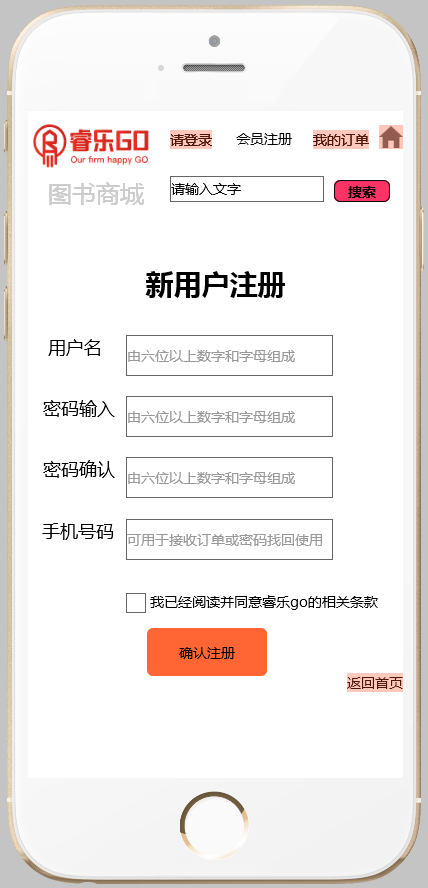 睿乐GO
Our firm happy GO
请登录 会员注册 我的订单
图书商城
请输入文字 搜索
新用户注册
用户名 由六位以上数字和字母组成
密码输入 由六位以上数字和字母组成
密码确认 由六位以上数字和字母组成
手机号码 可用于接收订单或密码找回使用
我已经阅读并同意睿乐go的相关条款
确认注册
返回首页